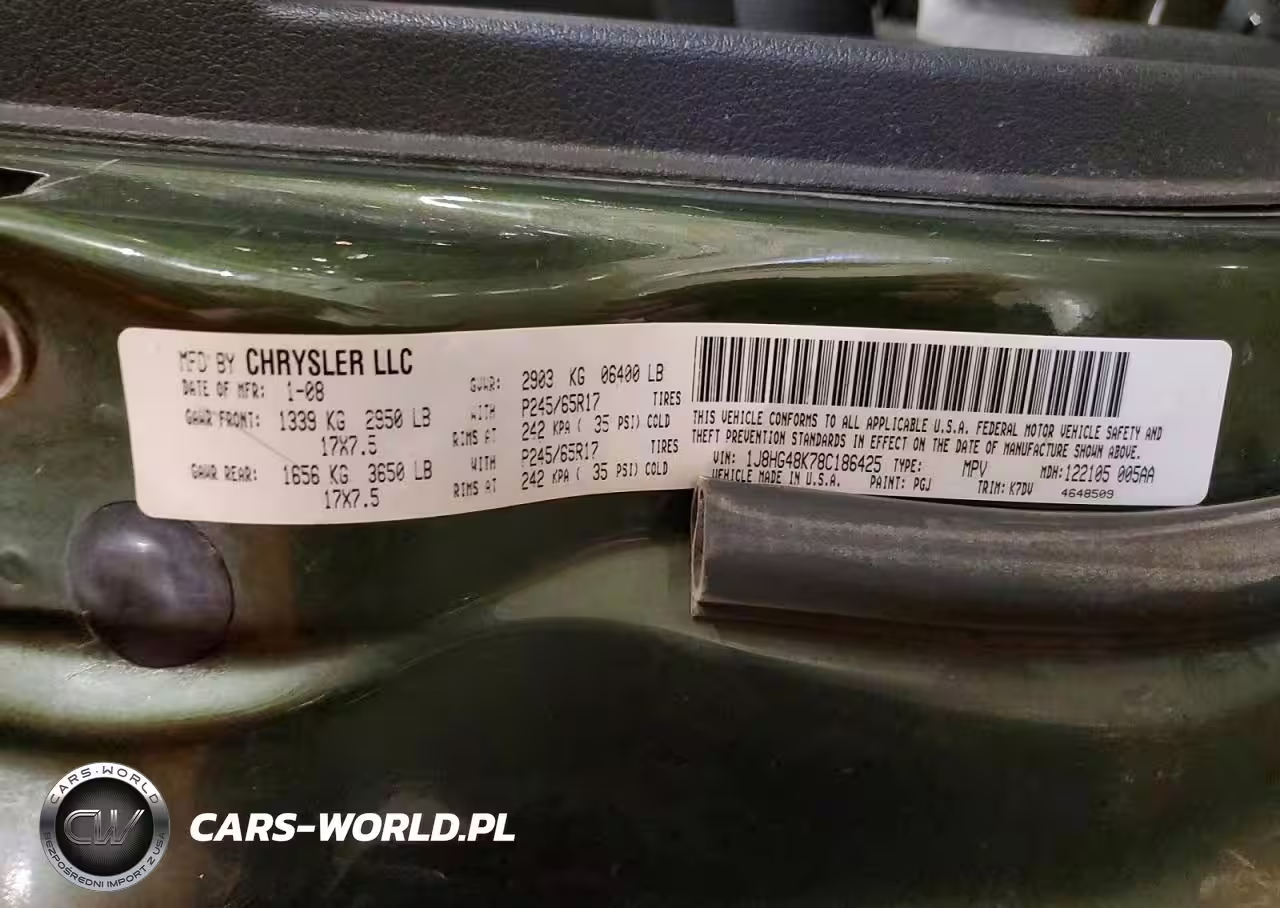 MFD BY CHRYSLER LLC
DATE OF MFR: 1-08 GVWR: 2903 KG 06400 LB
GAWR FRONT: 1339 KG 2950 LB WITH P245/65R17 TIRES
17X7.5 RIMS AT 242 KPA ( 35 PSI) COLD
GAWR REAR: 1656 KG 3650 LB WITH P245/65R17 TIRES
17X7.5 RIMS AT 242 KPA ( 35 PSI) COLD
THIS VEHICLE CONFORMS TO ALL APPLICABLE U.S.A. FEDERAL MOTOR VEHICLE SAFETY AND
THEFT PREVENTION STANDARDS IN EFFECT ON THE DATE OF MANUFACTURE SHOWN ABOVE.
VIN: 1J8HG48K78C186425 TYPE: MPV MDH:122105 005AA
VEHICLE MADE IN U.S.A. PAINT: PGJ TRIM: K7DV 4648509
CARS·WORLD
CW
BEZPOŚREDNI IMPORT Z USA
CARS-WORLD.PL